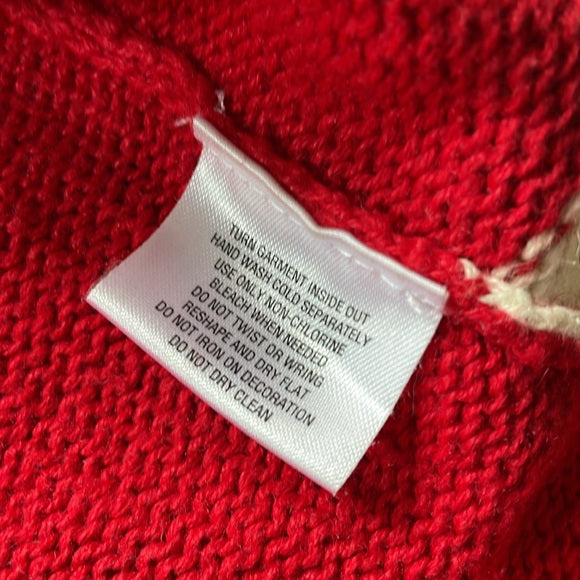 TURN GARMENT INSIDE OUT
HAND WASH COLD SEPARATELY
USE ONLY NON-CHLORINE
BLEACH WHEN NEEDED
DO NOT TWIST OR WRING
RESHAPE AND DRY FLAT
DO NOT IRON ON DECORATION
DO NOT DRY CLEAN